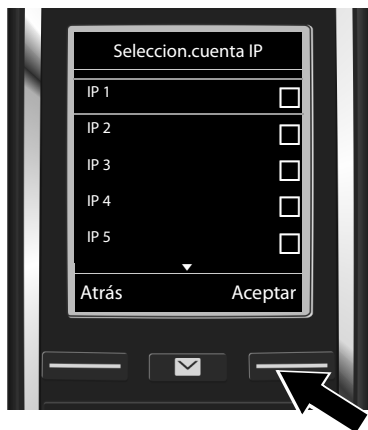 Seleccion.cuenta IP
IP 1
IP 2
IP 3
IP 4
IP 5
Atrás Aceptar